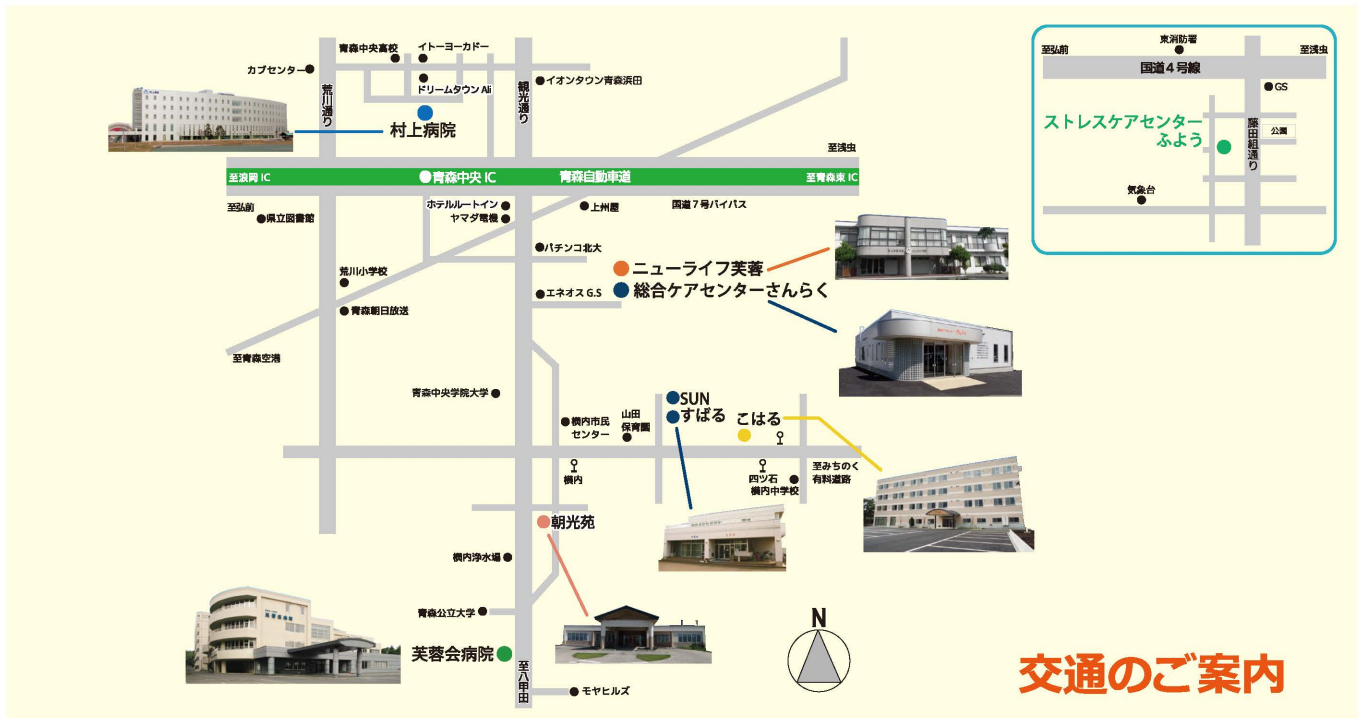 青森中央高校
イトーヨーカドー
カブセンター
ドリームタウン Ali
イオンタウン青森浜田
荒川通り
観光通り
村上病院
至浅虫
至浪岡 IC
青森中央 IC
青森自動車道
至青森東 IC
至弘前
県立図書館
ホテルルートイン
ヤマダ電機
上州屋
国道7号バイパス
パチンコ北大
荒川小学校
ニューライフ芙蓉
総合ケアセンターさんらく
エネオス G.S
青森朝日放送
至青森空港
青森中央学院大学
横内市民
センター
山田
保育園
SUN
すばる
こはる
横内
四ツ石
横内中学校
至みちのく
有料道路
朝光苑
横内浄水場
青森公立大学
芙蓉会病院
至八甲田
モヤヒルズ
N
交通のご案内
東消防署
至弘前
至浅虫
国道4号線
GS
ストレスケアセンター
ふよう
藤田組通り
公園
気象台